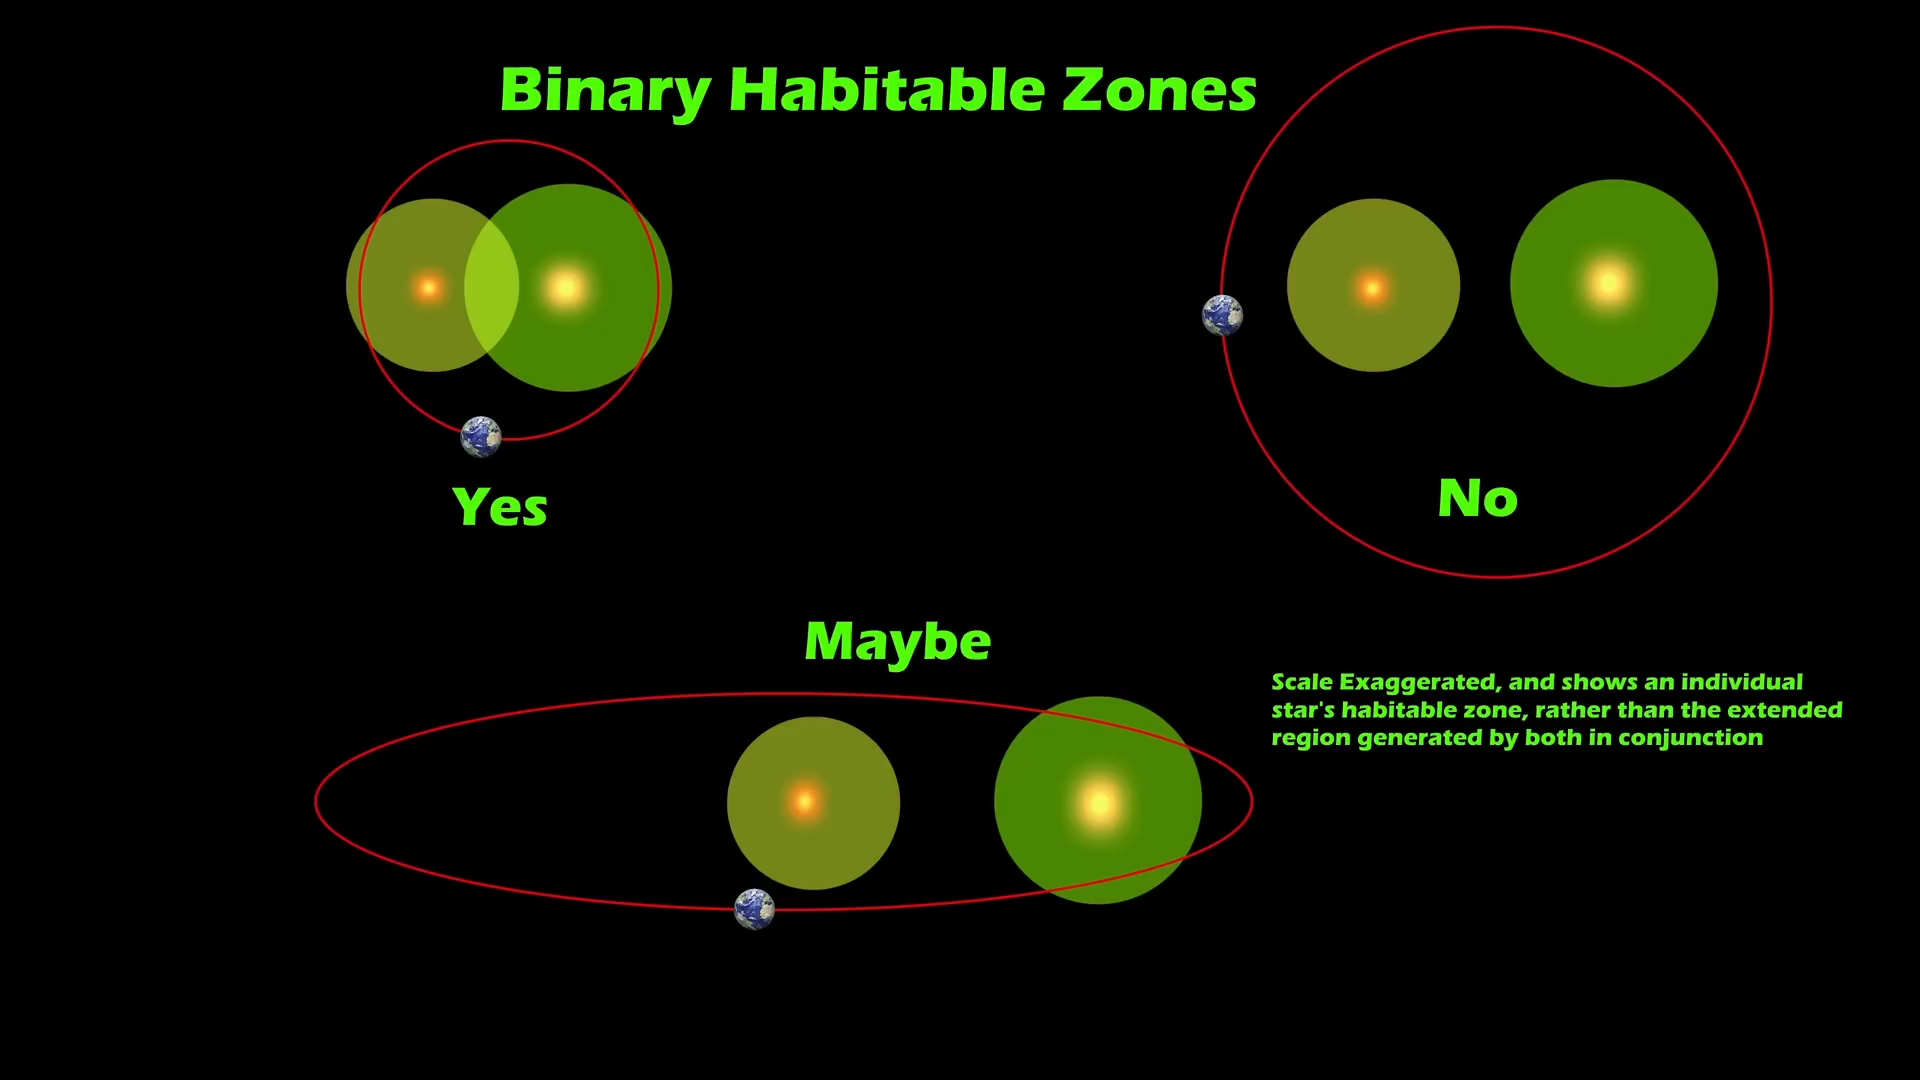 Binary Habitable Zones
Yes
No
Maybe
Scale Exaggerated, and shows an individual
star's habitable zone, rather than the extended
region generated by both in conjunction